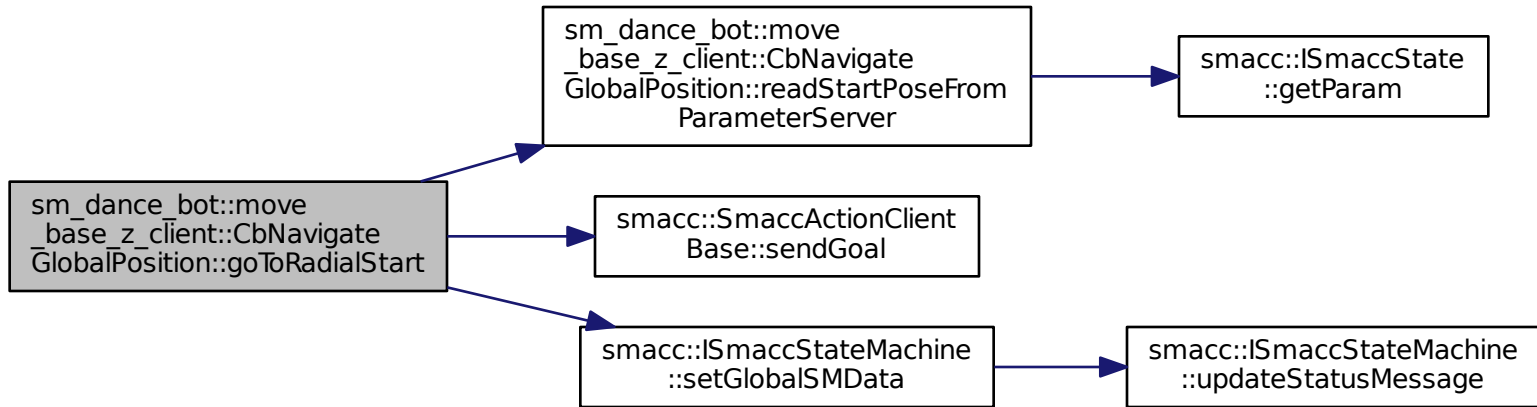 sm_dance_bot::move
_base_z_client::CbNavigate
GlobalPosition::readStartPoseFrom
ParameterServer
smacc::ISmaccState
::getParam
sm_dance_bot::move
_base_z_client::CbNavigate
GlobalPosition::goToRadialStart
smacc::SmaccActionClient
Base::sendGoal
smacc::ISmaccStateMachine
::setGlobalSMData
smacc::ISmaccStateMachine
::updateStatusMessage